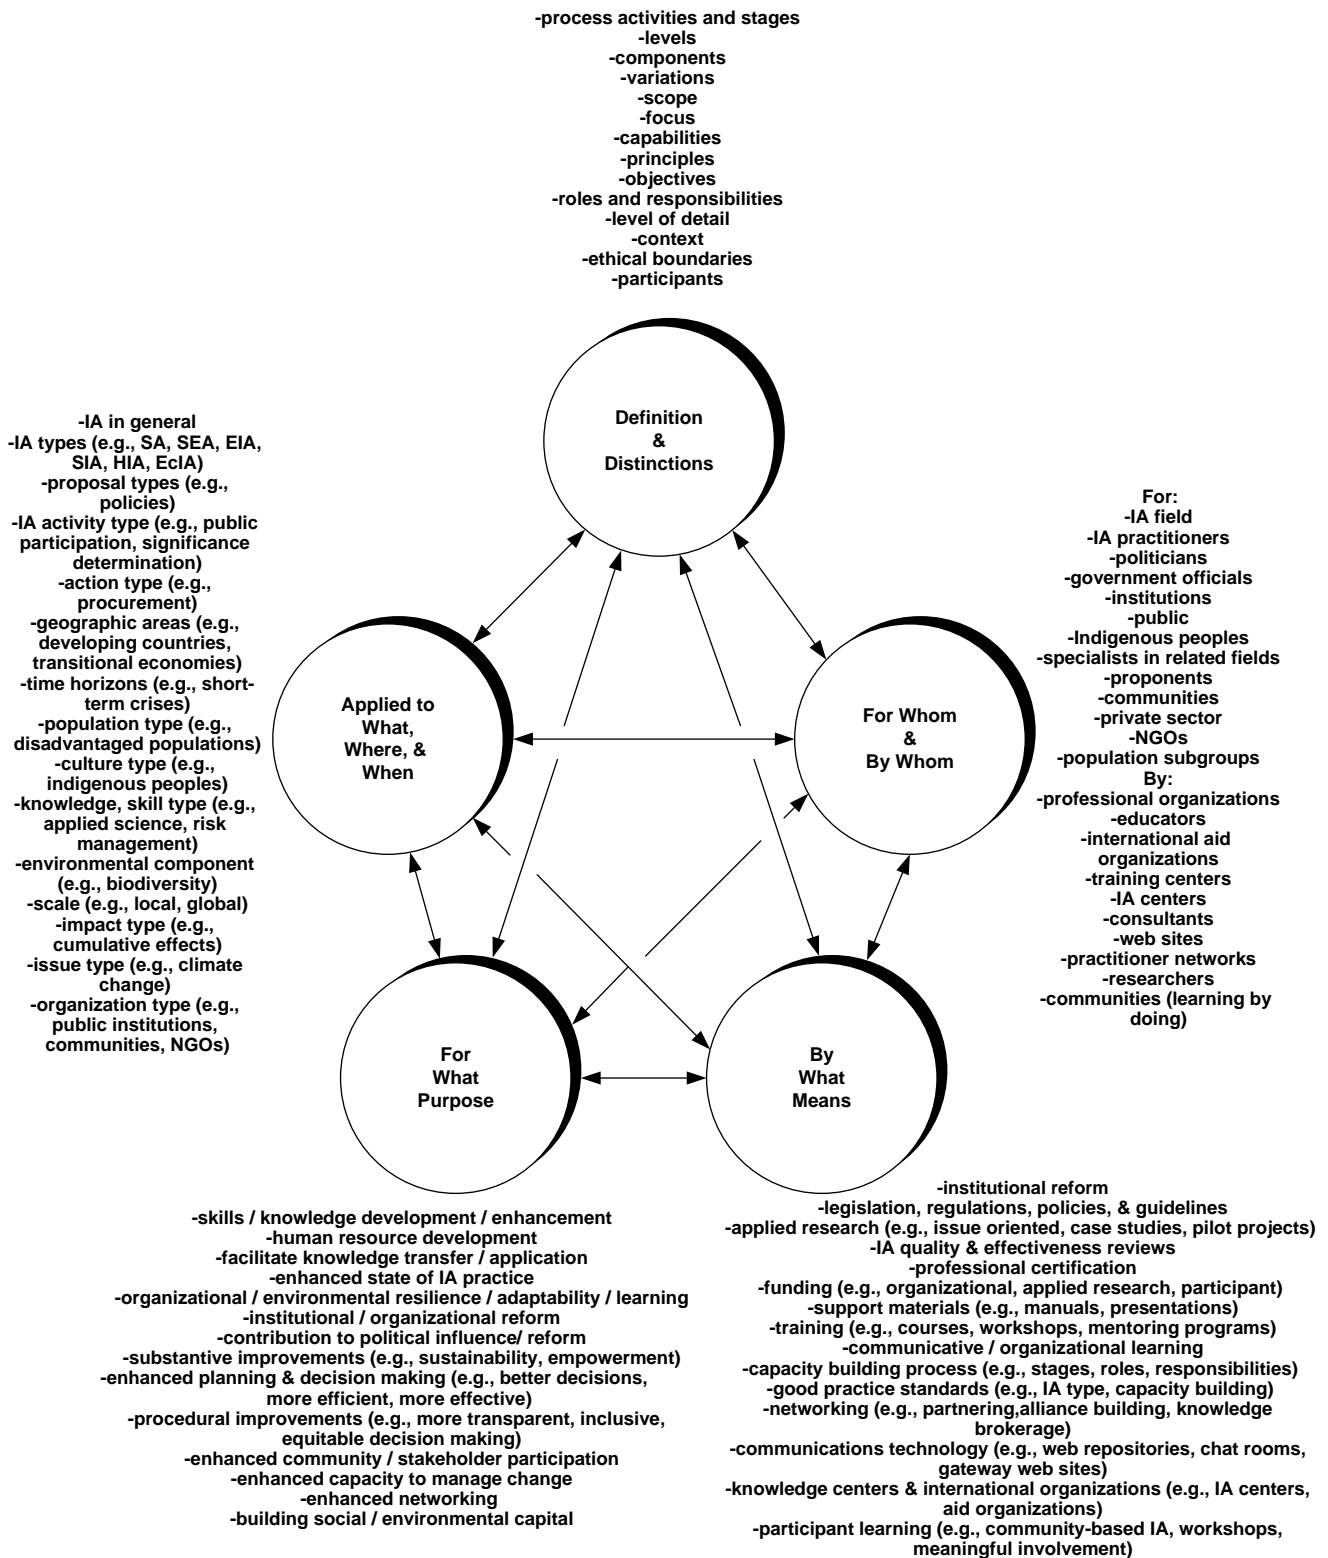 -process activities and stages
-levels
-components
-variations
-scope
-focus
-capabilities
-principles
-objectives
-roles and responsibilities
-level of detail
-context
-ethical boundaries
-participants
Definition
&
Distinctions
-IA in general
-IA types (e.g., SA, SEA, EIA,
SIA, HIA, EcIA)
-proposal types (e.g.,
policies)
-IA activity type (e.g., public
participation, significance
determination)
-action type (e.g.,
procurement)
-geographic areas (e.g.,
developing countries,
transitional economies)
-time horizons (e.g., short-
term crises)
-population type (e.g.,
disadvantaged populations)
-culture type (e.g.,
indigenous peoples)
-knowledge, skill type (e.g.,
applied science, risk
management)
-environmental component
(e.g., biodiversity)
-scale (e.g., local, global)
-impact type (e.g.,
cumulative effects)
-issue type (e.g., climate
change)
-organization type (e.g.,
public institutions,
communities, NGOs)
Applied to
What,
Where, &
When
For Whom
&
By Whom
For:
-IA field
-IA practitioners
-politicians
-government officials
-institutions
-public
-Indigenous peoples
-specialists in related fields
-proponents
-communities
-private sector
-NGOs
-population subgroups
By:
-professional organizations
-educators
-international aid
organizations
-training centers
-IA centers
-consultants
-web sites
-practitioner networks
-researchers
-communities (learning by
doing)
For
What
Purpose
By
What
Means
-skills / knowledge development / enhancement
-human resource development
-facilitate knowledge transfer / application
-enhanced state of IA practice
-organizational / environmental resilience / adaptability / learning
-institutional / organizational reform
-contribution to political influence/ reform
-substantive improvements (e.g., sustainability, empowerment)
-enhanced planning & decision making (e.g., better decisions,
more efficient, more effective)
-procedural improvements (e.g., more transparent, inclusive,
equitable decision making)
-enhanced community / stakeholder participation
-enhanced capacity to manage change
-enhanced networking
-building social / environmental capital
-institutional reform
-legislation, regulations, policies, & guidelines
-applied research (e.g., issue oriented, case studies, pilot projects)
-IA quality & effectiveness reviews
-professional certification
-funding (e.g., organizational, applied research, participant)
-support materials (e.g., manuals, presentations)
-training (e.g., courses, workshops, mentoring programs)
-communicative / organizational learning
-capacity building process (e.g., stages, roles, responsibilities)
-good practice standards (e.g., IA type, capacity building)
-networking (e.g., partnering,alliance building, knowledge
brokerage)
-communications technology (e.g., web repositories, chat rooms,
gateway web sites)
-knowledge centers & international organizations (e.g., IA centers,
aid organizations)
-participant learning (e.g., community-based IA, workshops,
meaningful involvement)